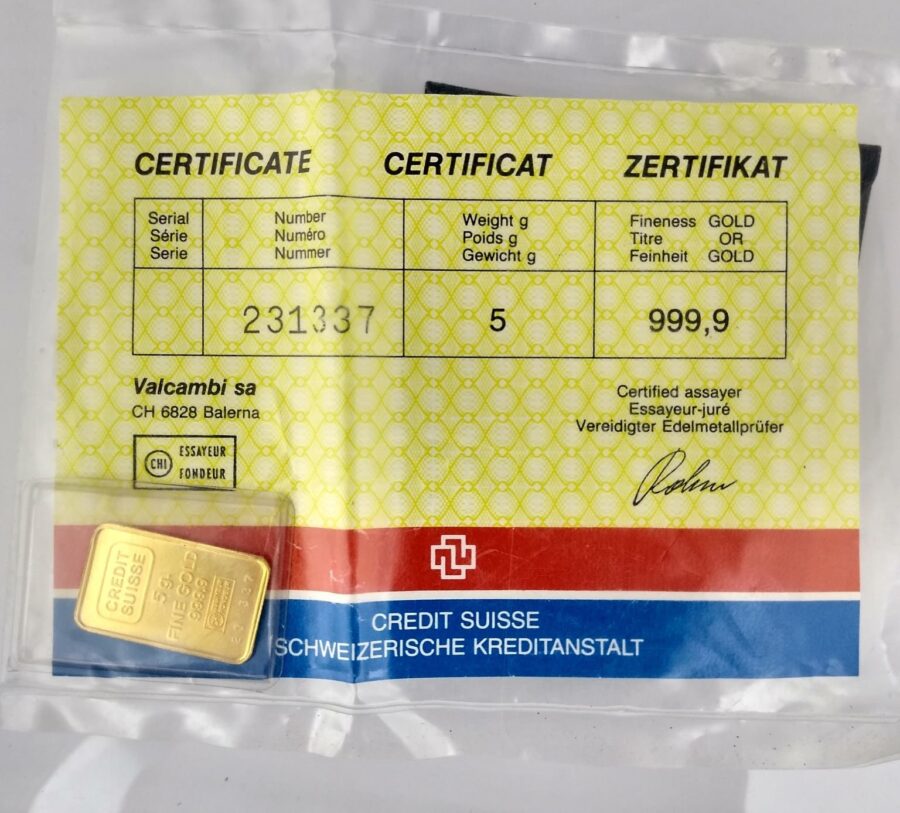 CERTIFICATE CERTIFICAT ZERTIFIKAT
Serial Number Weight g Fineness GOLD
Série Numéro Poids g Titre OR
Serie Nummer Gewicht g Feinheit GOLD
231337 5 999,9
Valcambi sa
CH 6828 Balerna
Certified assayer
Essayeur-juré
Vereidigter Edelmetallprüfer
CHI ESSAYEUR
FONDEUR
CREDIT SUISSE
SCHWEIZERISCHE KREDITANSTALT
CREDIT
SUISSE
5g
FINE GOLD
999.9